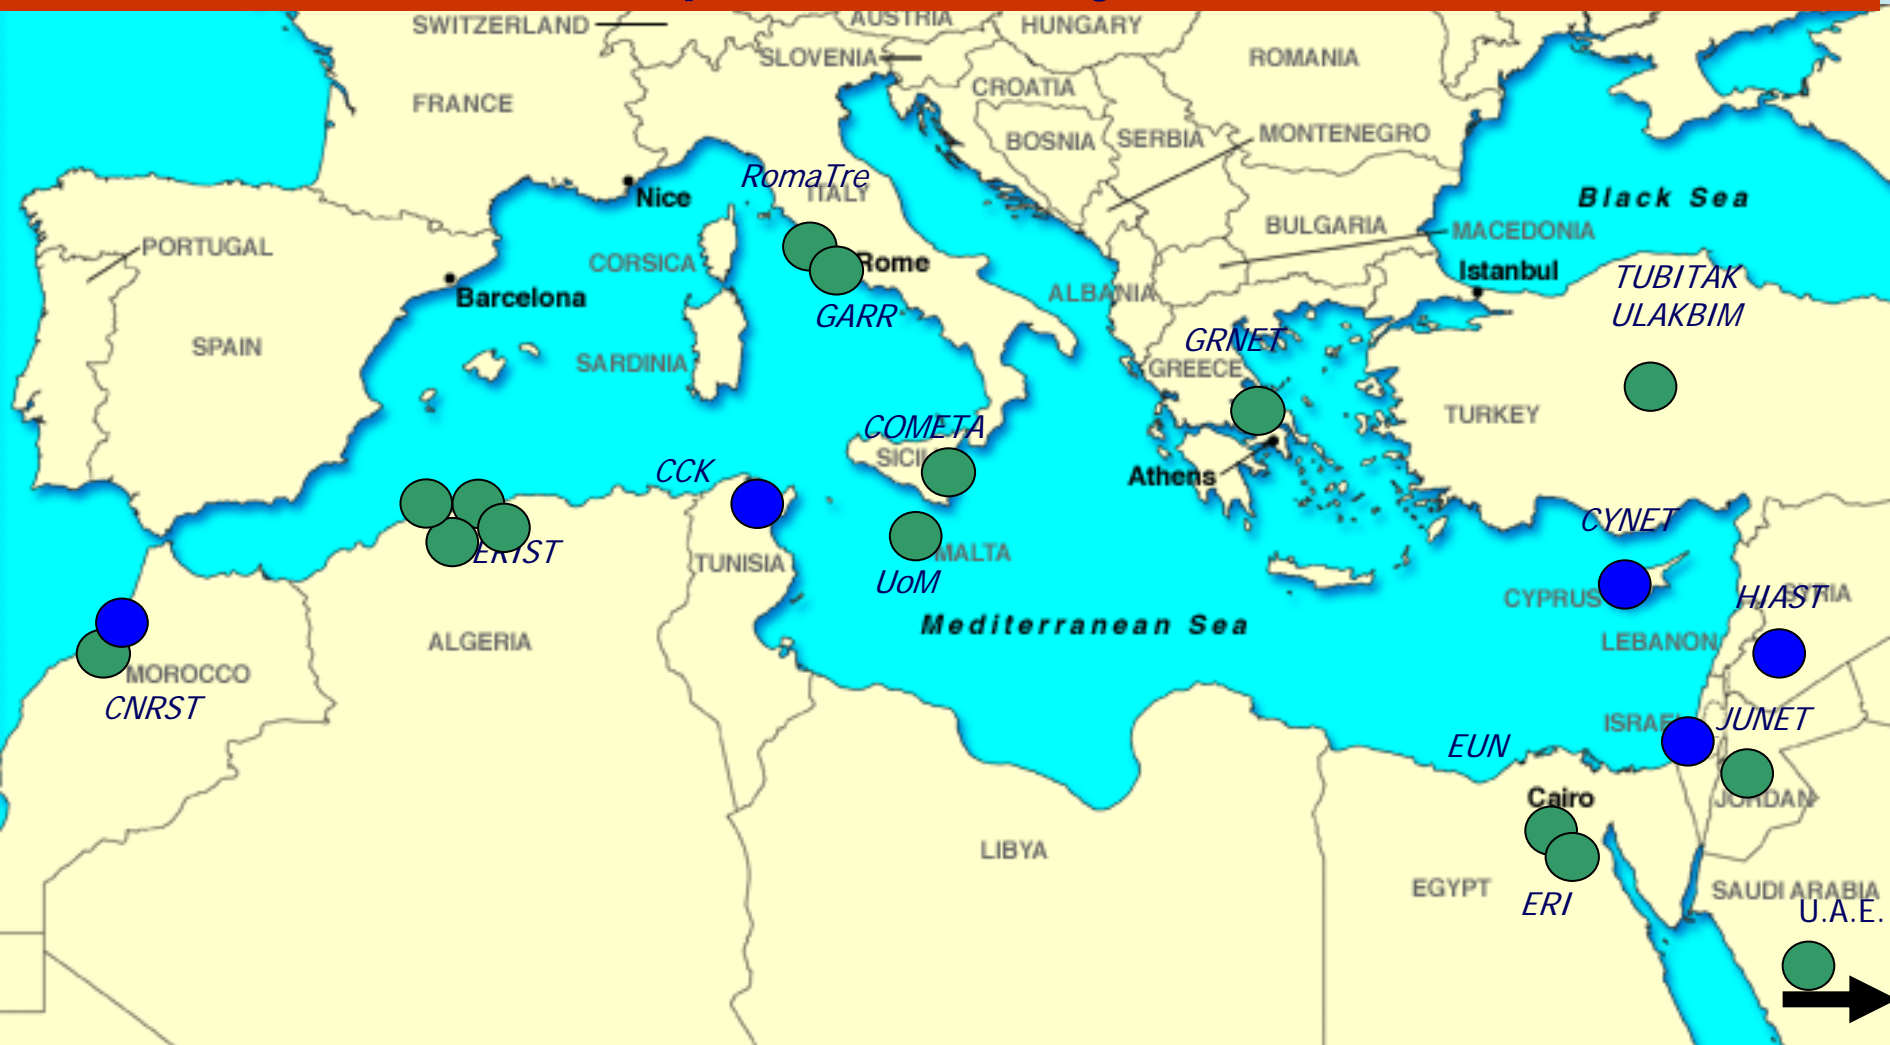 SWITZERLAND
AUSTRIA
HUNGARY
SLOVENIA
ROMANIA
FRANCE
CROATIA
BOSNIA
SERBIA
MONTENEGRO
RomaTre
ITALY
Nice
Black Sea
PORTUGAL
BULGARIA
MACEDONIA
CORSICA
Rome
Istanbul
TUBITAK
ULAKBIM
Barcelona
ALBANIA
GARR
SPAIN
GRNET
SARDINIA
GREECE
TURKEY
COMETA
SICILY
CCK
Athens
CYNET
ERIST
MALTA
TUNISIA
UoM
CYPRUS
HIAST
SYRIA
Mediterranean Sea
ALGERIA
LEBANON
MOROCCO
CNRST
ISRAEL
JUNET
EUN
Cairo
JORDAN
LIBYA
EGYPT
SAUDI ARABIA
ERI
U.A.E.